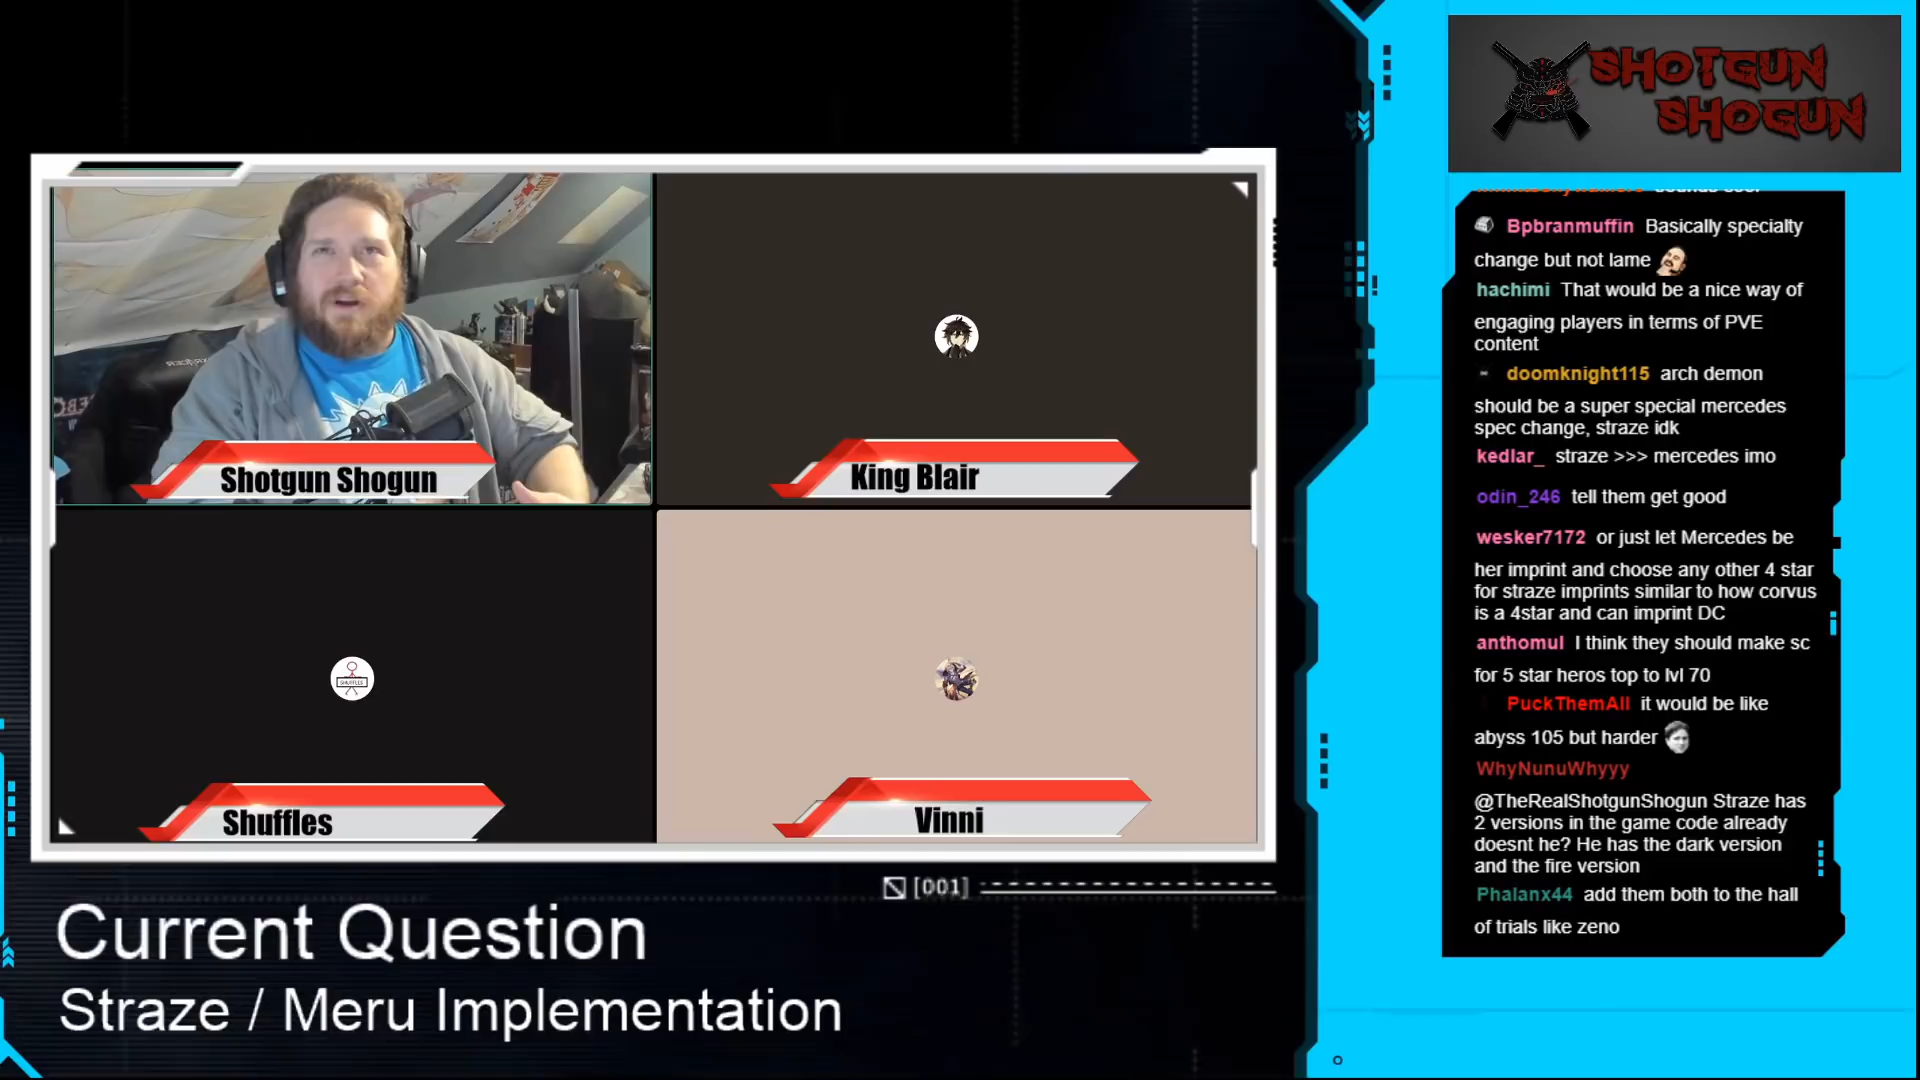 SHOTGUN
SHOGUN
Bpbranmuffin Basically specialty
change but not lame
hachimi That would be a nice way of
engaging players in terms of PVE
content
doomknight115 arch demon
should be a super special mercedes
spec change, straze idk
kedlar_ straze >>> mercedes imo
odin_246 tell them get good
wesker7172 or just let Mercedes be
her imprint and choose any other 4 star
for straze imprints similar to how corvus
is a 4star and can imprint DC
anthomul I think they should make sc
for 5 star heros top to lvl 70
PuckThemAll it would be like
abyss 105 but harder
WhyNunuWhyyy
@TheRealShotgunShogun Straze has
2 versions in the game code already
doesnt he? He has the dark version
and the fire version
Phalanx44 add them both to the hall
of trials like zeno
Shotgun Shogun
King Blair
SHUFFLES
Shuffles
Vinni
[001]
Current Question
Straze / Meru Implementation